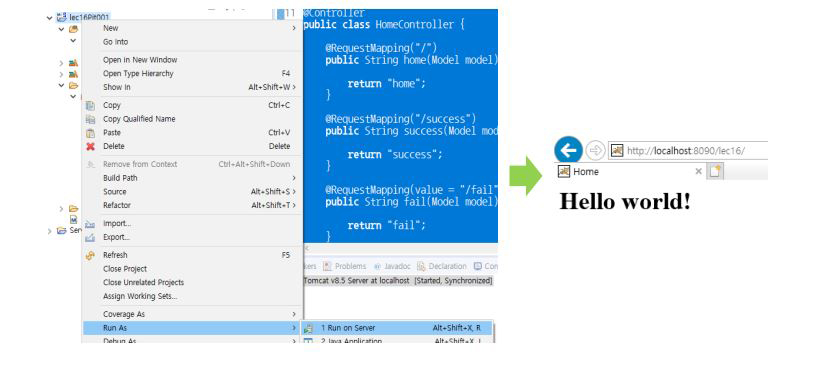 lec16Pjt001
New
Go Into
Open in New Window
Open Type Hierarchy F4
Show In Alt+Shift+W >
Copy Ctrl+C
Copy Qualified Name
Paste Ctrl+V
Delete Delete
Remove from Context Ctrl+Alt+Shift+Down
Build Path
Source Alt+Shift+S >
Refactor Alt+Shift+T >
Import...
Export...
Refresh F5
Close Project
Close Unrelated Projects
Assign Working Sets...
Coverage As
Run As
Debug As
Ser
11 @Controller
public class HomeController {
@RequestMapping("/")
public String home(Model model)
return "home";
}
@RequestMapping("/success")
public String success(Model mod
return "success";
}
@RequestMapping(value = "/fail"
public String fail(Model model)
return "fail";
}
kers Problems Javadoc Declaration Con
Tomcat v8.5 Server at localhost [Started, Synchronized]
1 Run on Server Alt+Shift+X, R
2 Java Application Alt+Shift+X, J
http://localhost:8090/lec16/
Home
Hello world!